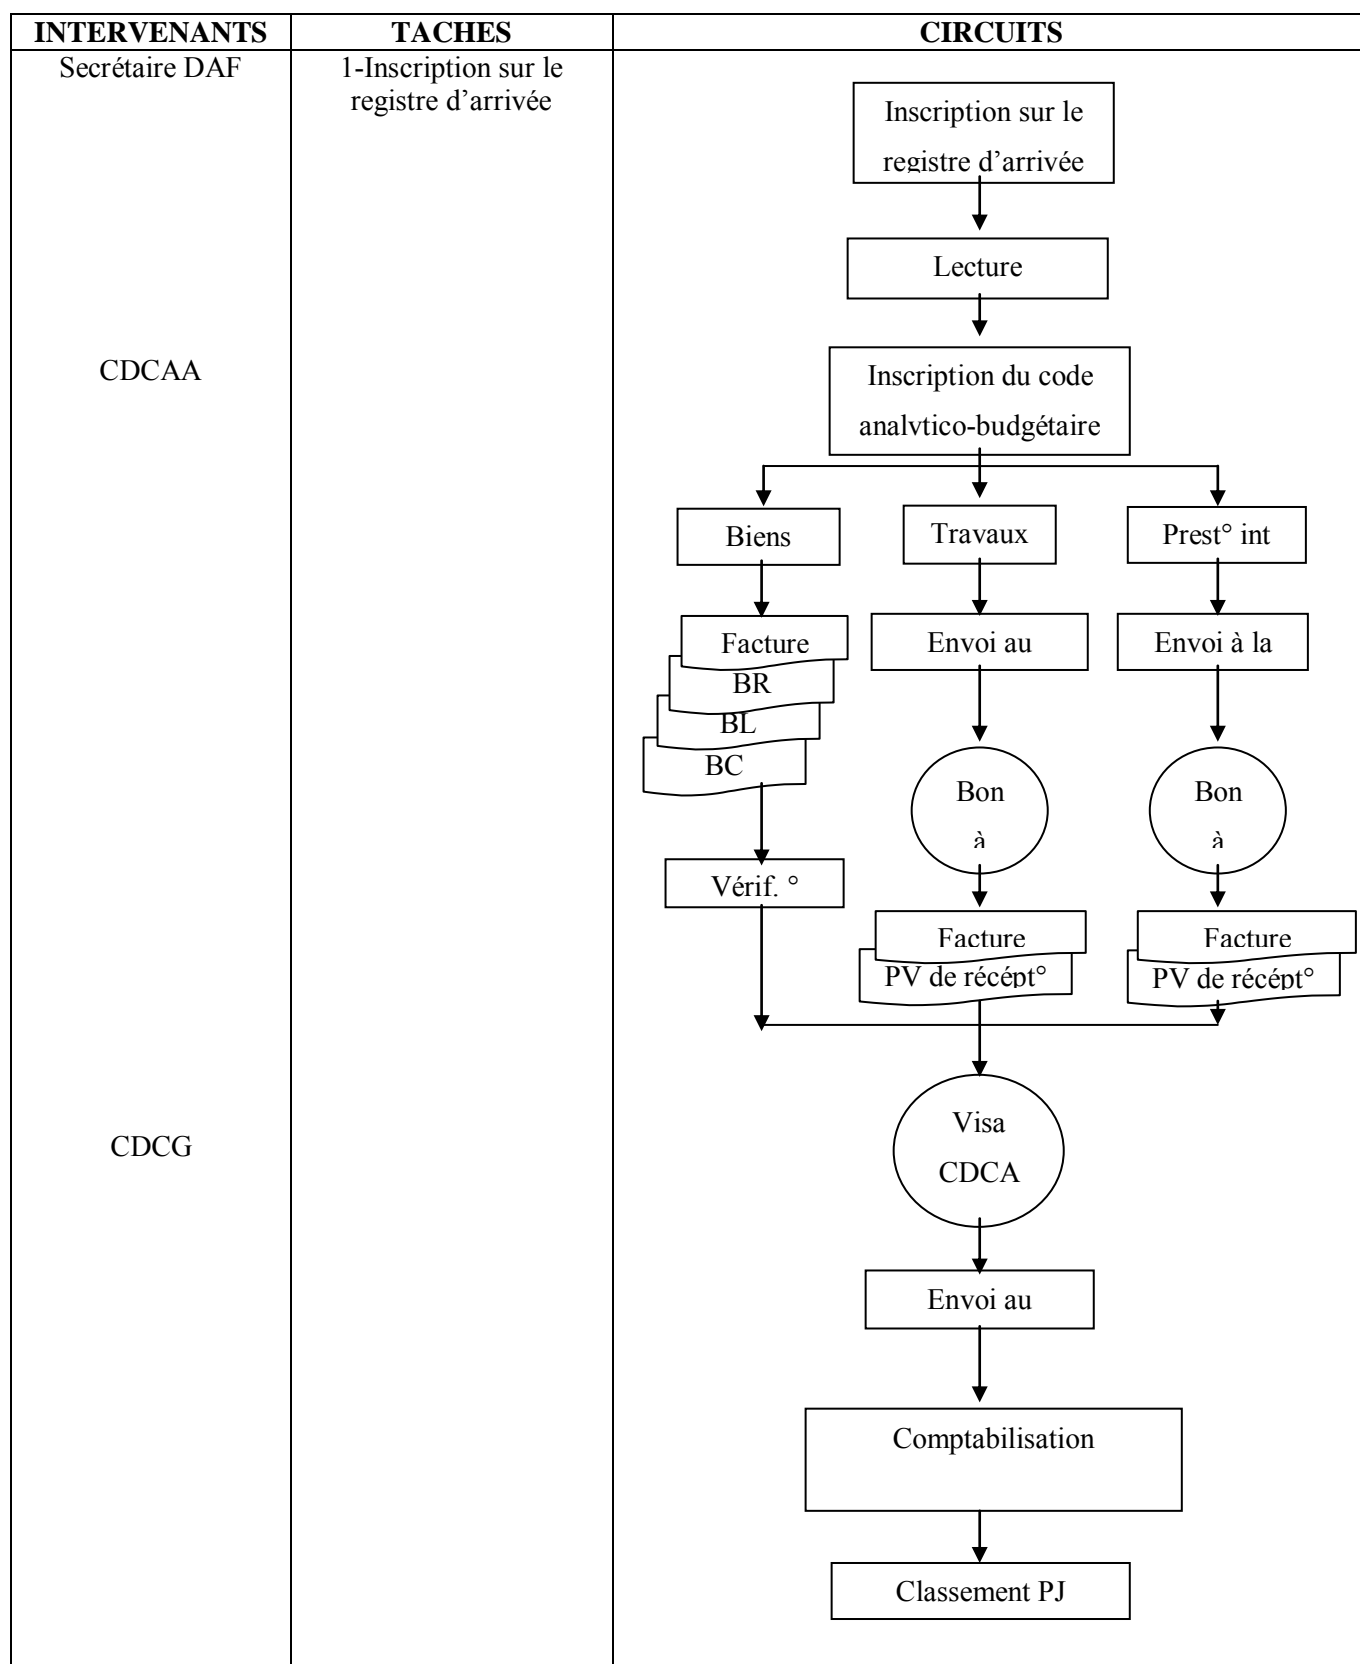 INTERVENANTS
TACHES
CIRCUITS
Secrétaire DAF
1-Inscription sur le
registre d’arrivée
Inscription sur le
registre d’arrivée
Lecture
CDCAA
Inscription du code
analytico-budgétaire
Biens
Travaux
Prest° int
Facture
BR
BL
BC
Envoi au
Envoi à la
Bon
à
Bon
à
Vérif. °
Facture
PV de récépt°
Facture
PV de récépt°
CDCG
Visa
CDCA
Envoi au
Comptabilisation
Classement PJ